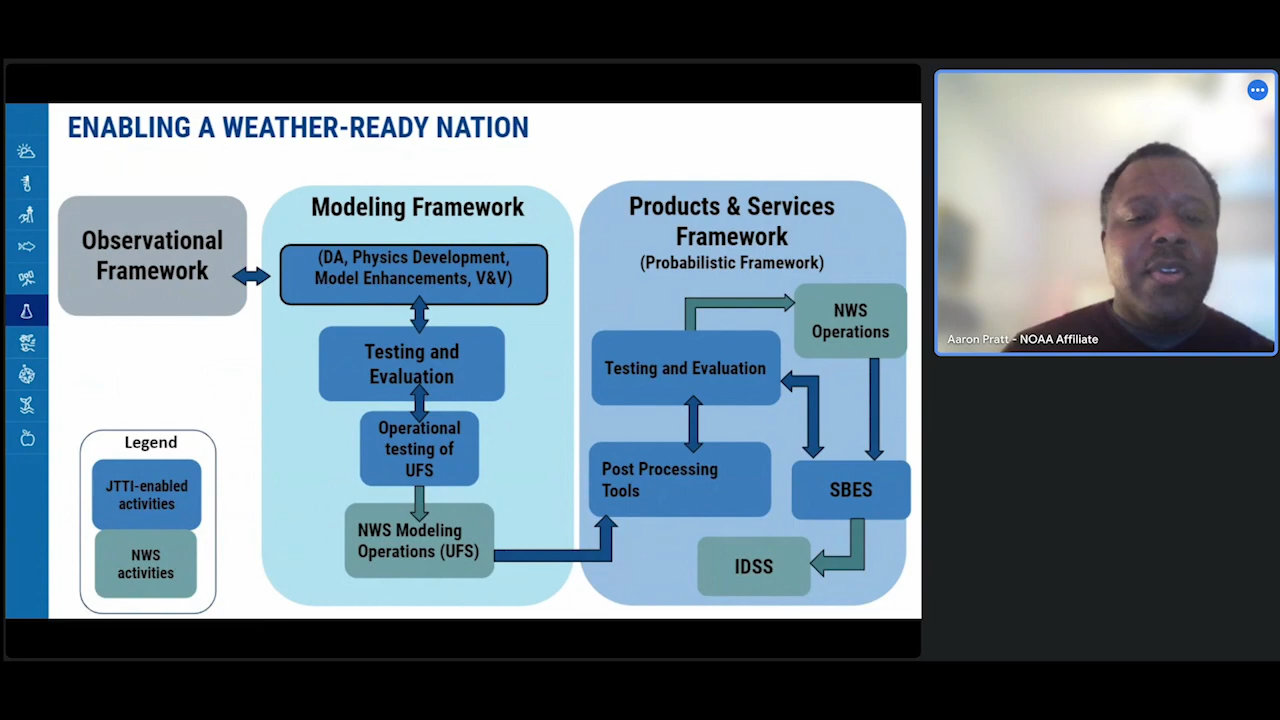 ENABLING A WEATHER-READY NATION
Observational
Framework
Modeling Framework
(DA, Physics Development,
Model Enhancements, V&V)
Testing and
Evaluation
Operational
testing of
UFS
NWS Modeling
Operations (UFS)
Products & Services
Framework
(Probabilistic Framework)
NWS
Operations
Testing and Evaluation
Post Processing
Tools
SBES
IDSS
Legend
JTTI-enabled
activities
NWS
activities
Aaron Pratt - NOAA Affiliate